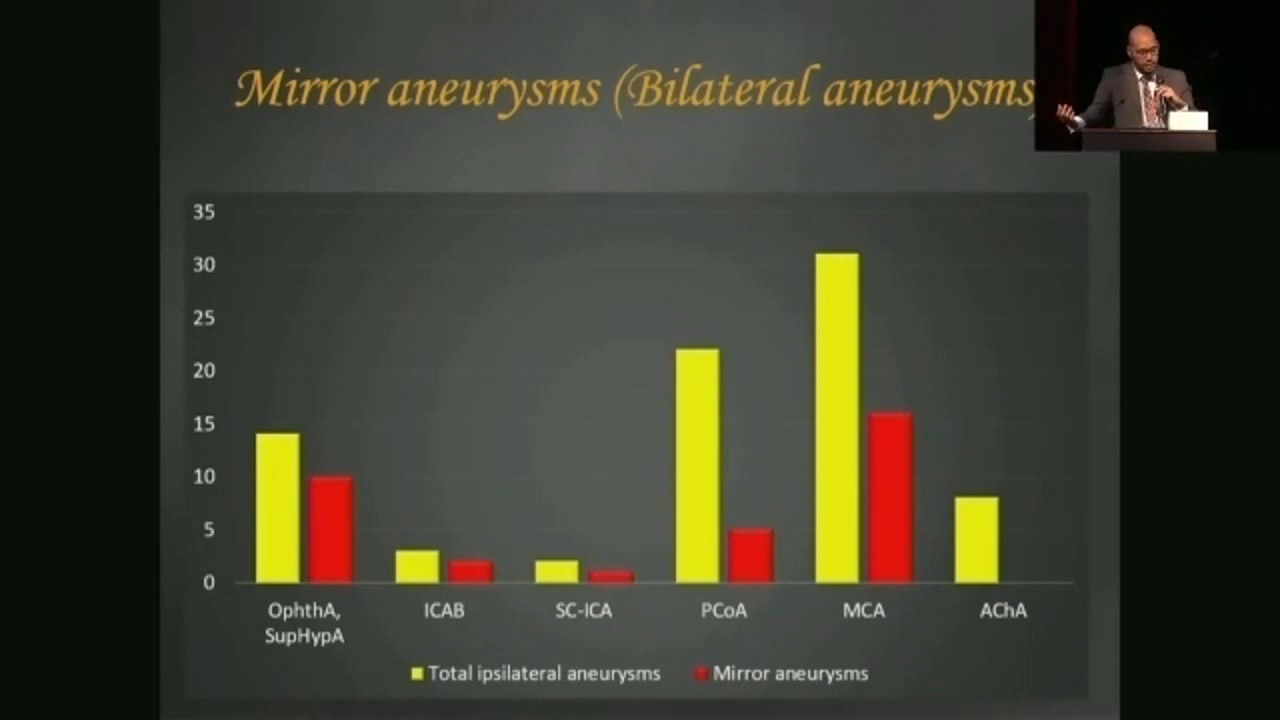 Mirror aneurysms (Bilateral aneurysms)
35
30
25
20
15
10
5
0
OphthA,
SupHypA
ICAB
SC-ICA
PCoA
MCA
AChA
Total ipsilateral aneurysms
Mirror aneurysms